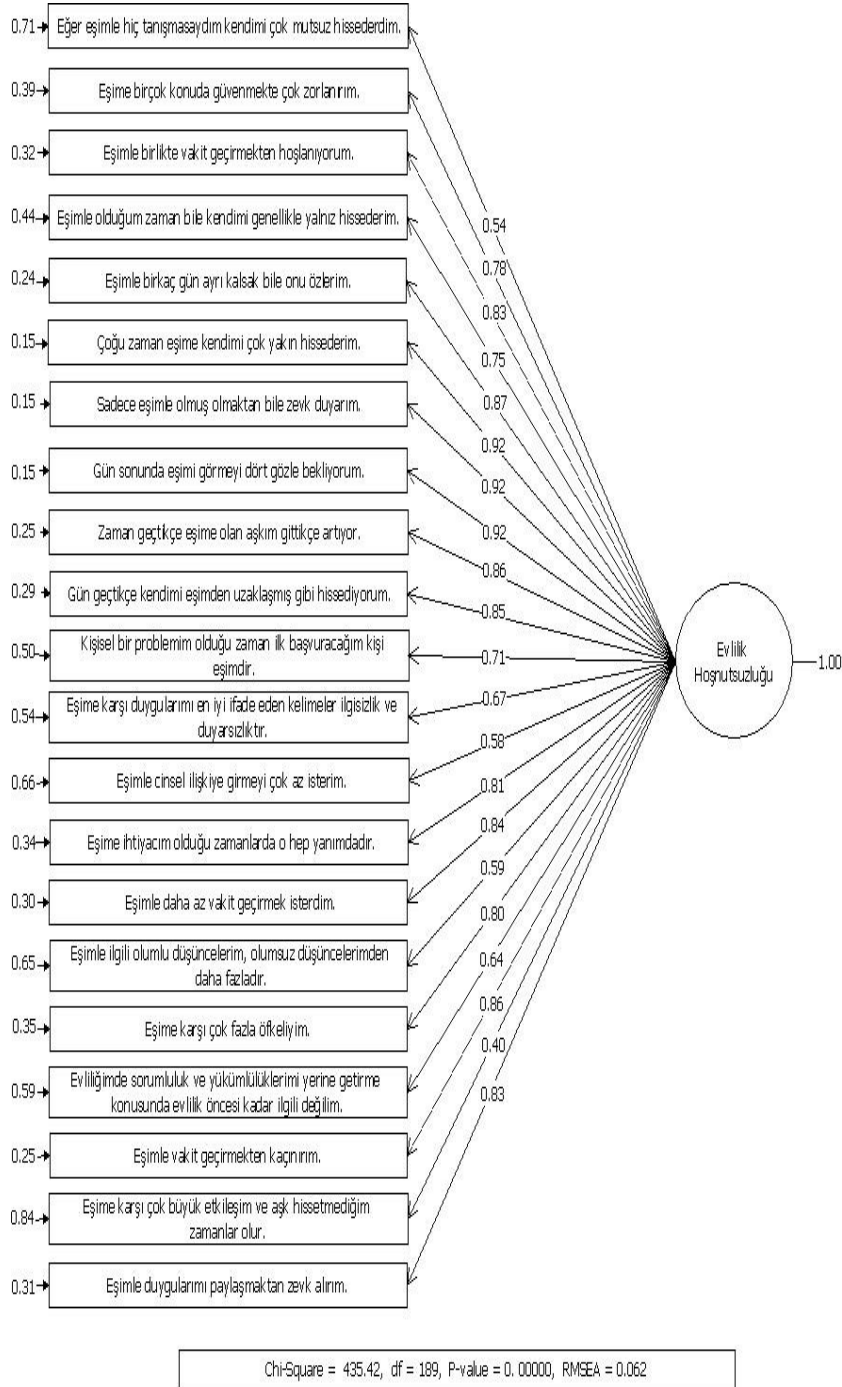 0.71 Eğer eşimle hiç tanışmasaydım kendimi çok mutsuz hissederdim.
0.39 Eşime birçok konuda güvenmekte çok zorlanırım.
0.32 Eşimle birlikte vakit geçirmekten hoşlanıyorum.
0.44 Eşimle olduğum zaman bile kendimi genellikle yalnız hissederim.
0.24 Eşimle birkaç gün ayrı kalsak bile onu özlerim.
0.15 Çoğu zaman eşime kendimi çok yakın hissederim.
0.15 Sadece eşimle olmuş olmaktan bile zevk duyarım.
0.15 Gün sonunda eşimi görmeyi dört gözle bekliyorum.
0.25 Zaman geçtikçe eşime olan aşkım gittikçe artıyor.
0.29 Gün geçtikçe kendimi eşimden uzaklaşmış gibi hissediyorum.
0.50 Kişisel bir problemim olduğu zaman ilk başvuracağım kişi
eşimdir.
0.54 Eşime karşı duygularımı en iyi ifade eden kelimeler ilgisizlik ve
duyarsızlıktır.
0.66 Eşimle cinsel ilişkiye girmeyi çok az isterim.
0.34 Eşime ihtiyacım olduğu zamanlarda o hep yanımdadır.
0.30 Eşimle daha az vakit geçirmek isterdim.
0.65 Eşimle ilgili olumlu düşüncelerim, olumsuz düşüncelerimden
daha fazladır.
0.35 Eşime karşı çok fazla öfkeliyim.
0.59 Evliliğimde sorumluluk ve yükümlülüklerimi yerine getirme
konusunda evlilik öncesi kadar ilgili değilim.
0.25 Eşimle vakit geçirmekten kaçınırım.
0.84 Eşime karşı çok büyük etkileşim ve aşk hissetmediğim
zamanlar olur.
0.31 Eşimle duygularımı paylaşmaktan zevk alırım.
0.54
0.78
0.83
0.75
0.87
0.92
0.92
0.92
0.86
0.85
0.71
0.67
0.58
0.81
0.84
0.59
0.80
0.64
0.86
0.40
0.83
Evlilik
Hoşnutsuzluğu
1.00
Chi-Square = 435.42, df = 189, P-value = 0.00000, RMSEA = 0.062